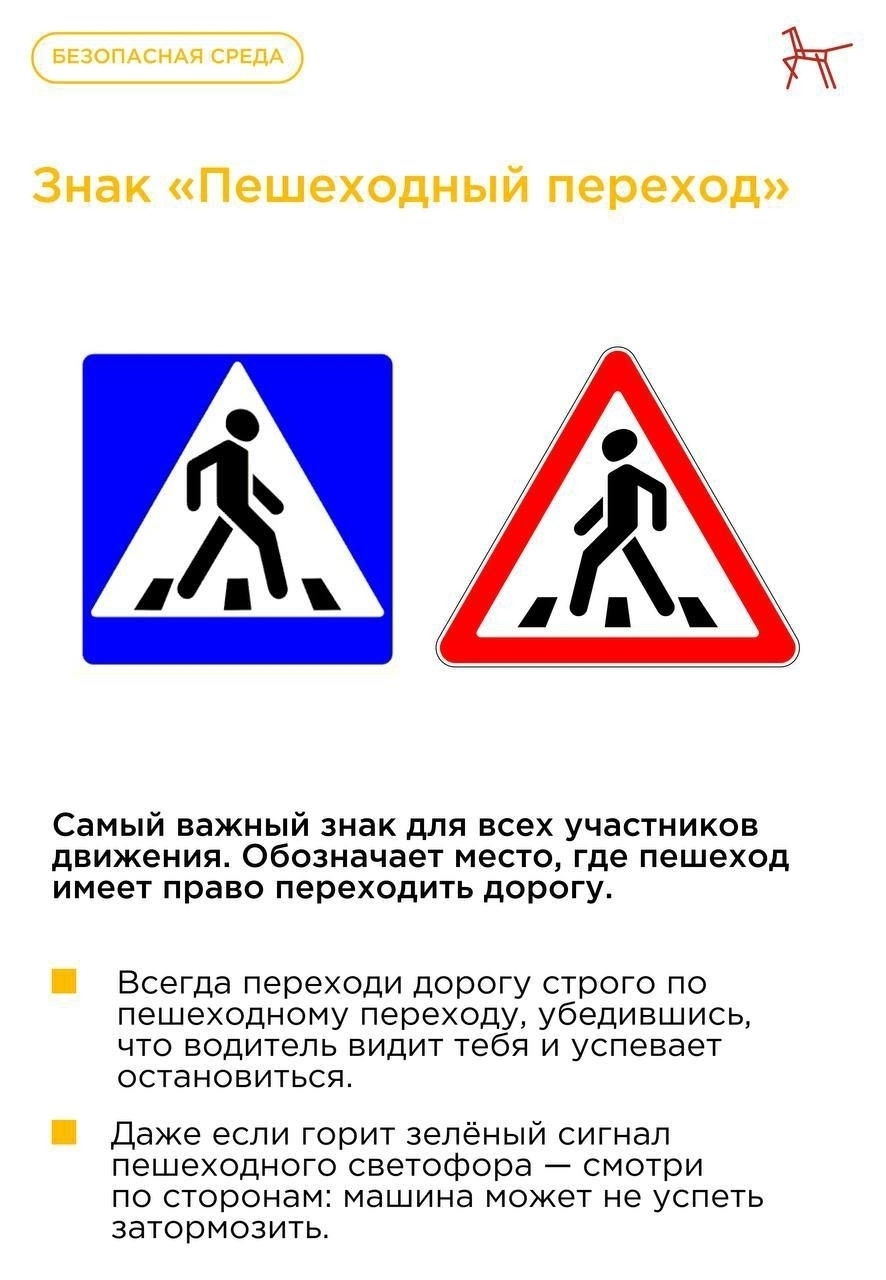 БЕЗОПАСНАЯ СРЕДА
Знак «Пешеходный переход»
Самый важный знак для всех участников
движения. Обозначает место, где пешеход
имеет право переходить дорогу.
Всегда переходи дорогу строго по
пешеходному переходу, убедившись,
что водитель видит тебя и успевает
остановиться.
Даже если горит зелёный сигнал
пешеходного светофора — смотри
по сторонам: машина может не успеть
затормозить.